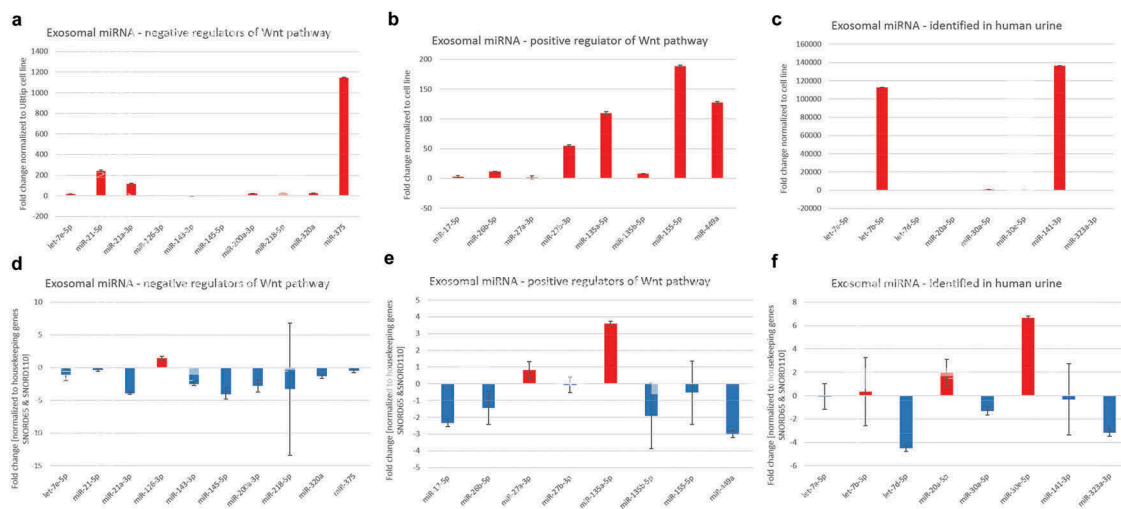 a
Exosomal miRNA - negative regulators of Wnt pathway
Fold change normalized to UBtip cell line
1400
1200
1000
800
600
400
200
0
-200
let-7e-5p
miR-21-5p
miR-21a-3p
miR-126-3p
miR-143-3p
miR-145-5p
miR-200a-3p
miR-218-5p
miR-320a
miR-375
b
Exosomal miRNA - positive regulator of Wnt pathway
Fold change normalized to cell line
200
150
100
50
0
-50
miR-17-5p
miR-26b-5p
miR-27a-3p
miR-27b-3p
miR-135a-5p
miR-135b-5p
miR-155-5p
miR-449a
c
Exosomal miRNA - identified in human urine
Fold change normalized to cell line
160000
140000
120000
100000
80000
60000
40000
20000
0
-20000
let-7b-5p
let-7d-5p
miR-20a-5p
miR-30a-5p
miR-30e-5p
miR-141-3p
miR-323a-3p
d
Exosomal miRNA - negative regulators of Wnt pathway
Fold change [normalized to housekeeping genes
SNORD65 & SNORD110]
10
5
0
-5
10
15
let-7e-5p
miR-21-5p
miR-21a-3p
miR-126-3p
miR-143-3p
miR-145-5p
miR-200a-3p
miR-218-5p
miR-320a
miR-375
e
Exosomal miRNA - positive regulators of Wnt pathway
Fold change [normalized to housekeeping genes
SNORD65 & SNORD110]
5
4
3
2
1
0
-1
-2
-3
-4
-5
miR-17-5p
miR-26b-5p
miR-27a-3p
miR-27b-3p
miR-135a-5p
miR-135b-5p
miR-155-5p
miR-449a
f
Exosomal miRNA - identified in human urine
Fold change [normalized to housekeeping genes
SNORD65 & SNORD110]
8
6
4
2
0
-2
-4
-6
let-7a-5p
let-7b-5p
let-7d-5p
miR-20a-5p
miR-30a-5p
miR-30e-5p
miR-141-3p
miR-323a-3p